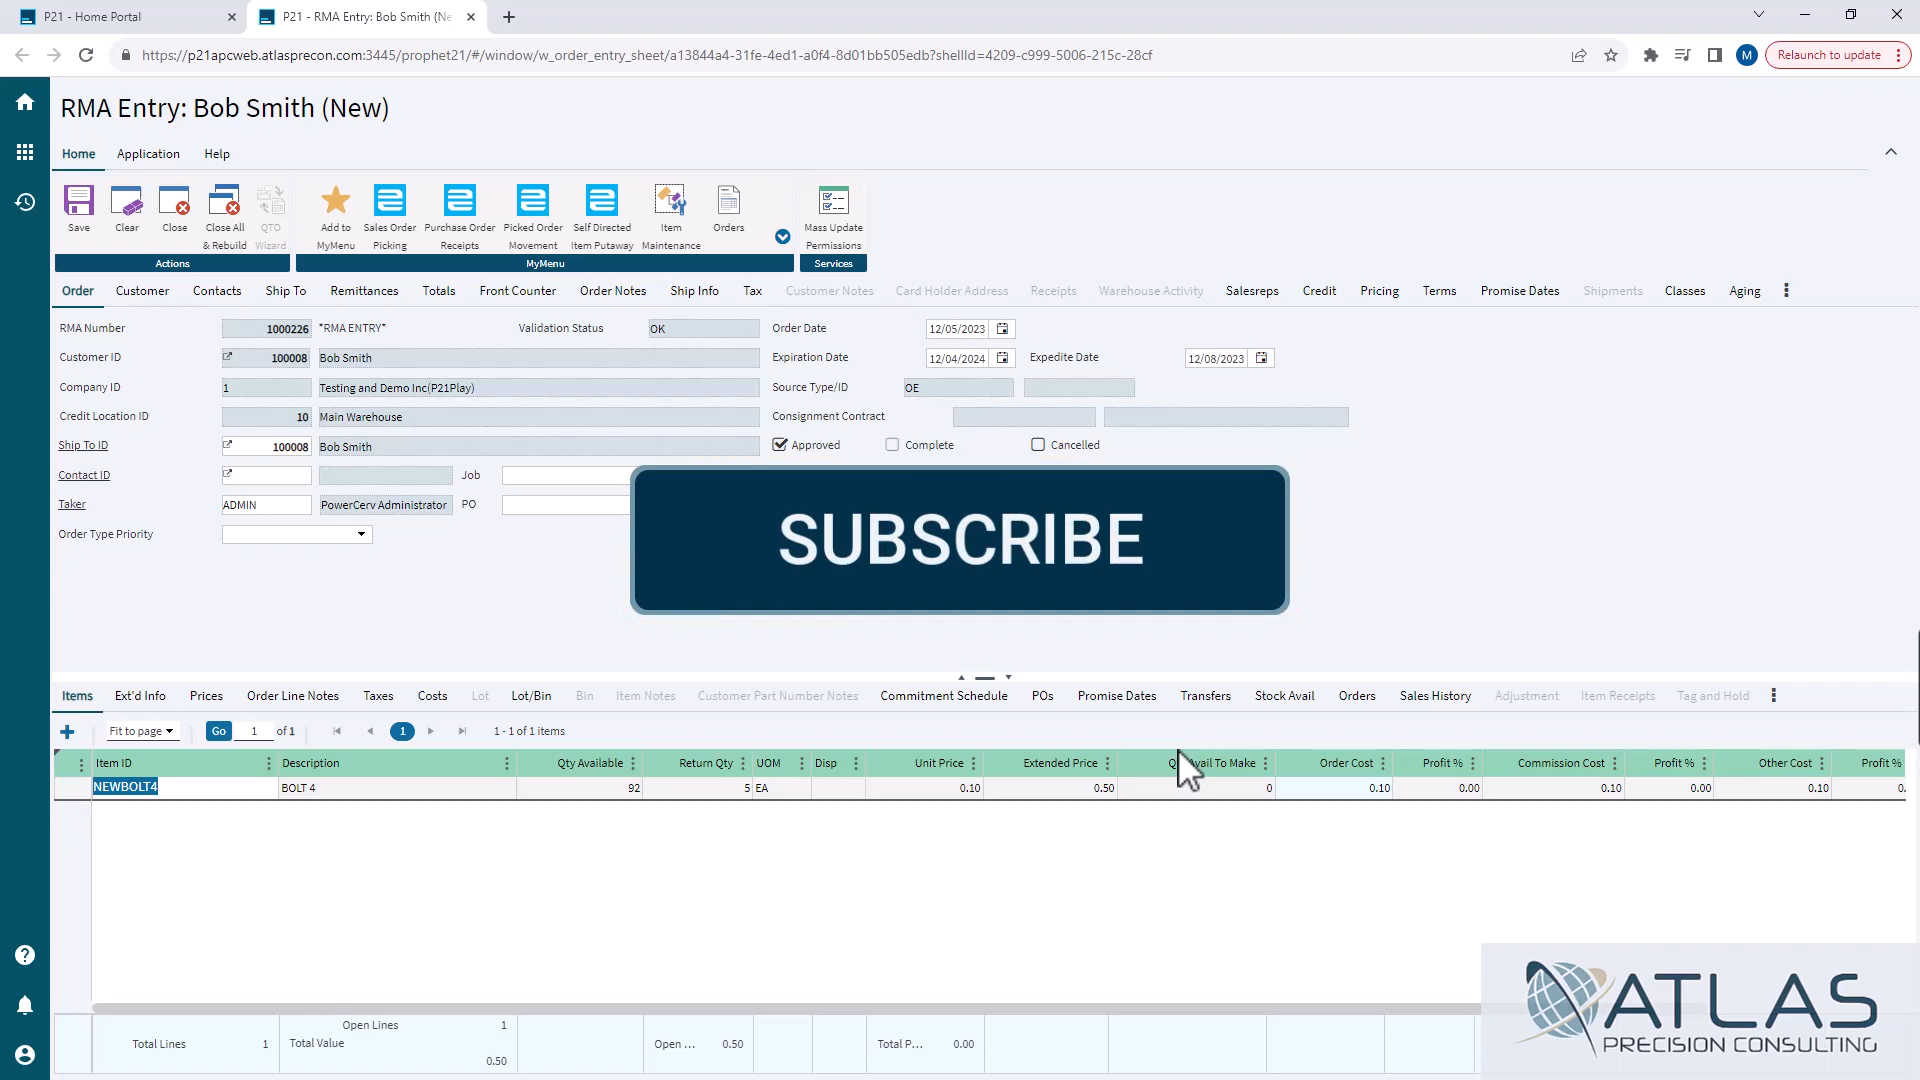 P21 - Home Portal
P21 - RMA Entry: Bob Smith (Ne
https://p21apcweb.atlasprecon.com:3445/prophet21/#/window/w_order_entry_sheet/a13844a4-31fe-4ed1-a0f4-8d01bb505edb?shellId=4209-c999-5006-215c-28cf
M
Relaunch to update
RMA Entry: Bob Smith (New)
Home Application Help
Save Clear Close Close All & Rebuild QTO Wizard Add to MyMenu Sales Order Picking Purchase Order Receipts Picked Order Movement Self Directed Item Putaway Item Maintenance Orders Mass Update Permissions
Actions MyMenu Services
Order Customer Contacts Ship To Remittances Totals Front Counter Order Notes Ship Info Tax Customer Notes Card Holder Address Receipts Warehouse Activity Salesreps Credit Pricing Terms Promise Dates Shipments Classes Aging
RMA Number 1000226 *RMA ENTRY* Validation Status OK Order Date 12/05/2023
Customer ID 100008 Bob Smith Expiration Date 12/04/2024 Expedite Date 12/08/2023
Company ID 1 Testing and Demo Inc(P21Play) Source Type/ID OE
Credit Location ID 10 Main Warehouse Consignment Contract
Ship To ID 100008 Bob Smith Approved Complete Cancelled
Contact ID Job
Taker ADMIN PowerCerv Administrator PO
Order Type Priority
SUBSCRIBE
Items Ext'd Info Prices Order Line Notes Taxes Costs Lot Lot/Bin Bin Item Notes Customer Part Number Notes Commitment Schedule POs Promise Dates Transfers Stock Avail Orders Sales History Adjustment Item Receipts Tag and Hold
Fit to page Go 1 of 1 1 1 - 1 of 1 items
Item ID Description Qty Available Return Qty UOM Disp Unit Price Extended Price Avail To Make Order Cost Profit % Commission Cost Profit % Other Cost Profit %
NEWBOLT4 BOLT 4 92 5 EA 0.10 0.50 0 0.10 0.00 0.10 0.00 0.10 0.
Open Lines 1
Total Lines 1 Total Value 0.50 Open ... 0.50 Total P... 0.00
ATLAS
PRECISION CONSULTING